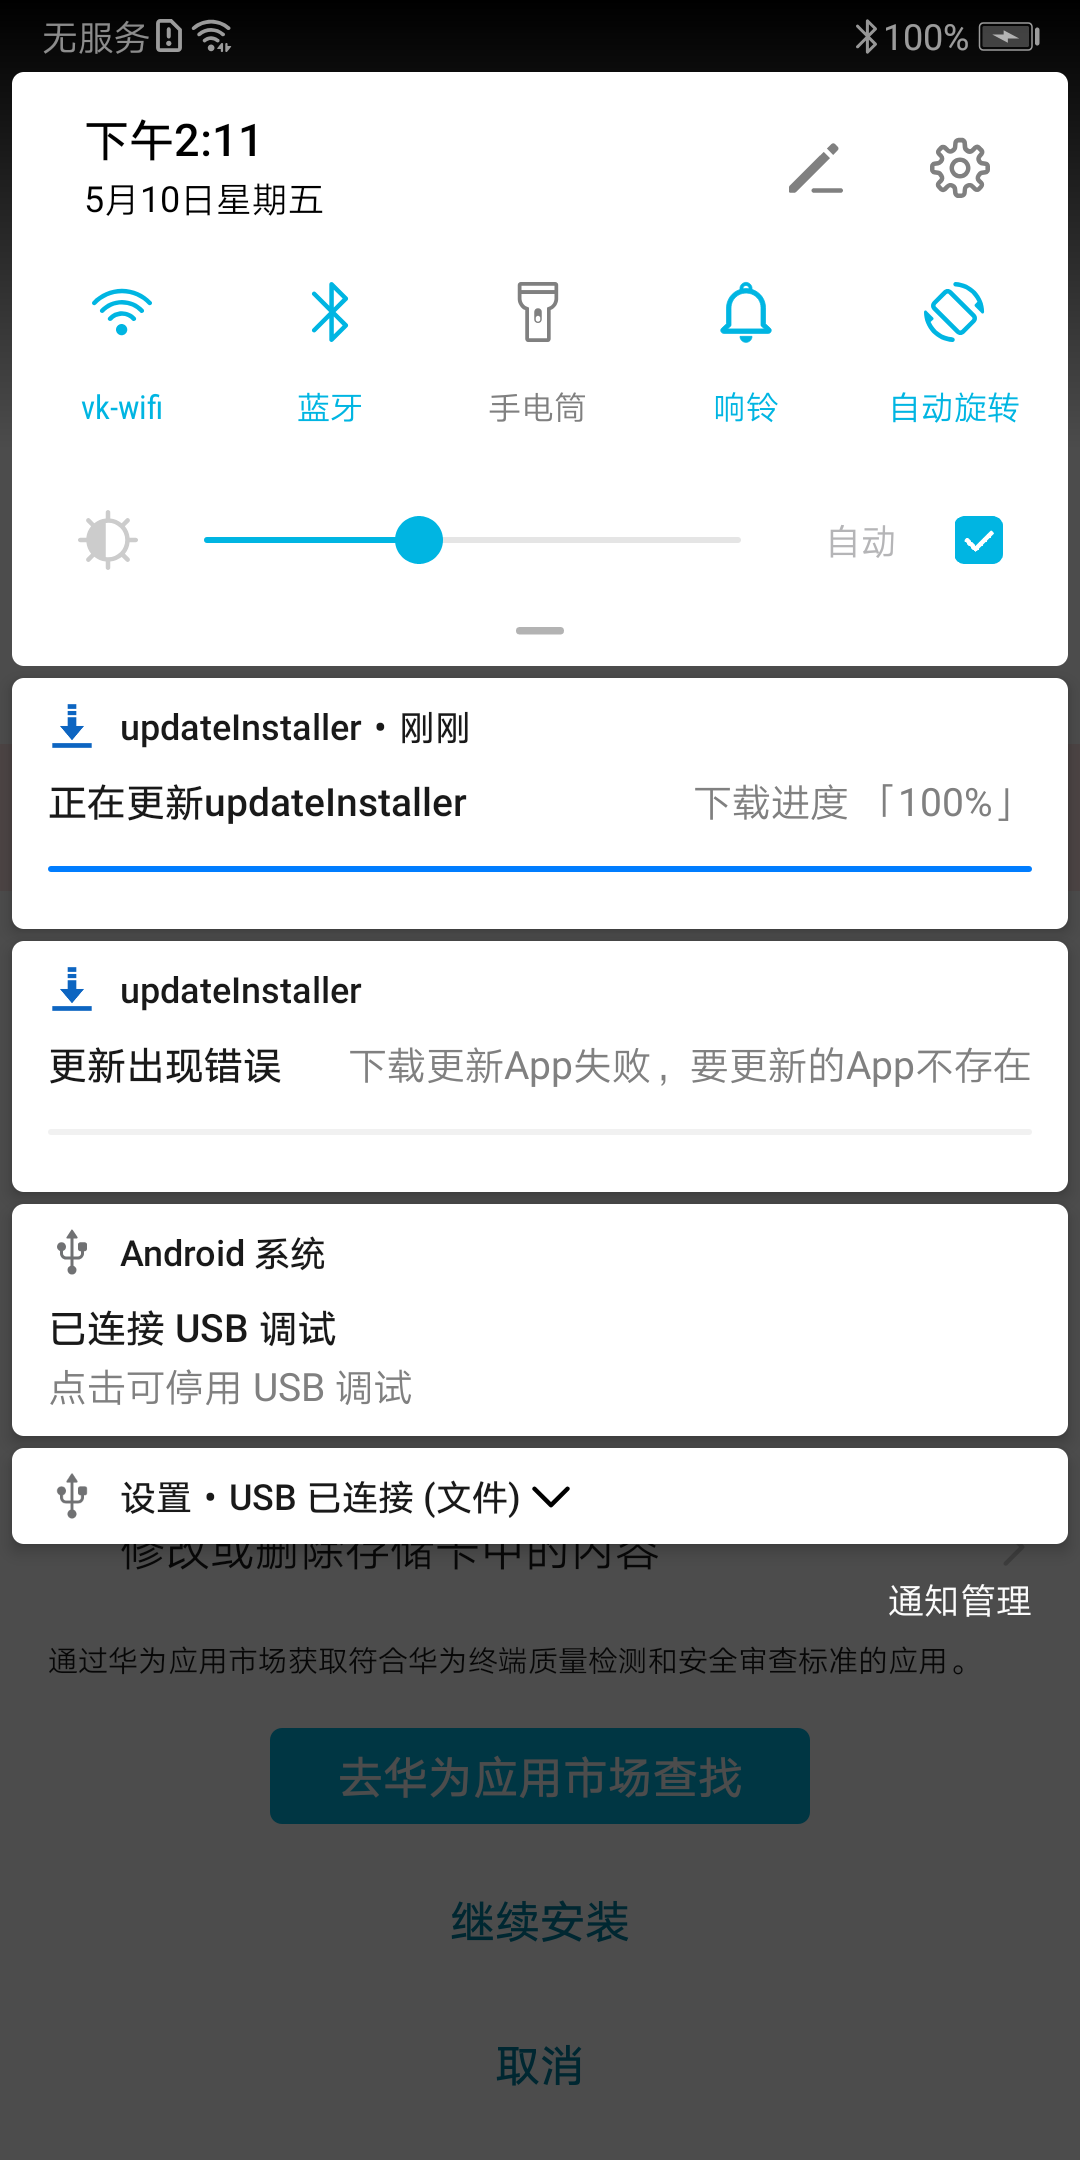 无服务 100%
下午2:11
5月10日星期五
vk-wifi 蓝牙 手电筒 响铃 自动旋转
自动
updateInstaller • 刚刚
正在更新updateInstaller 下载进度「100%」
updateInstaller
更新出现错误 下载更新App失败，要更新的App不存在
Android 系统
已连接 USB 调试
点击可停用 USB 调试
设置 • USB 已连接 (文件)
修改或删除存储卡中的内容
通知管理
通过华为应用市场获取符合华为终端质量检测和安全审查标准的应用。
去华为应用市场查找
继续安装
取消